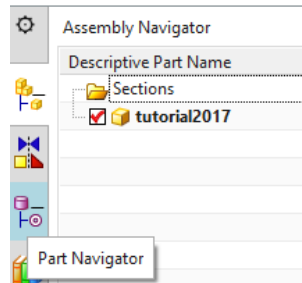 Assembly Navigator
Descriptive Part Name
Sections
tutorial2017
Part Navigator